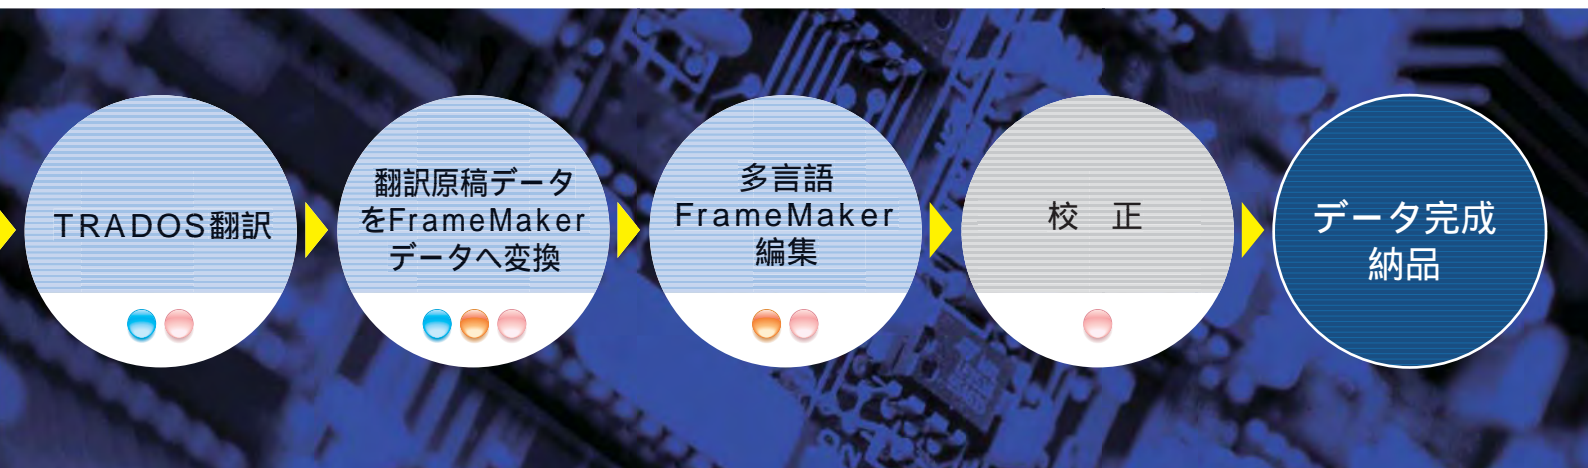 TRADOS翻訳
翻訳原稿データ
をFrameMaker
データへ変換
多言語
FrameMaker
編集
校　正
データ完成
納品